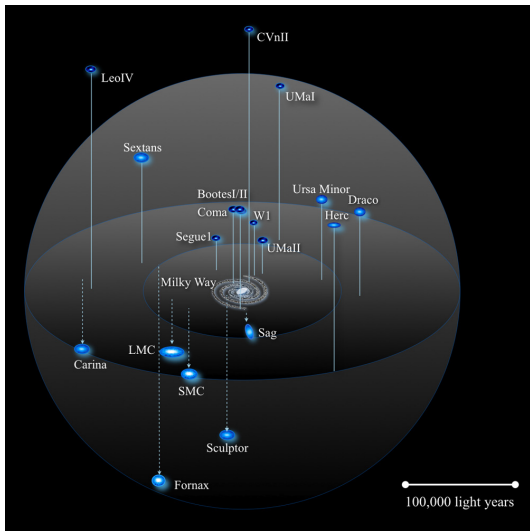 CVnII
LeoIV
UMaI
Sextans
BootesI/II
Ursa Minor
Draco
Coma
W1
Herc
Segue1
UMaII
Milky Way
Sag
LMC
Carina
SMC
Sculptor
Fornax
100,000 light years